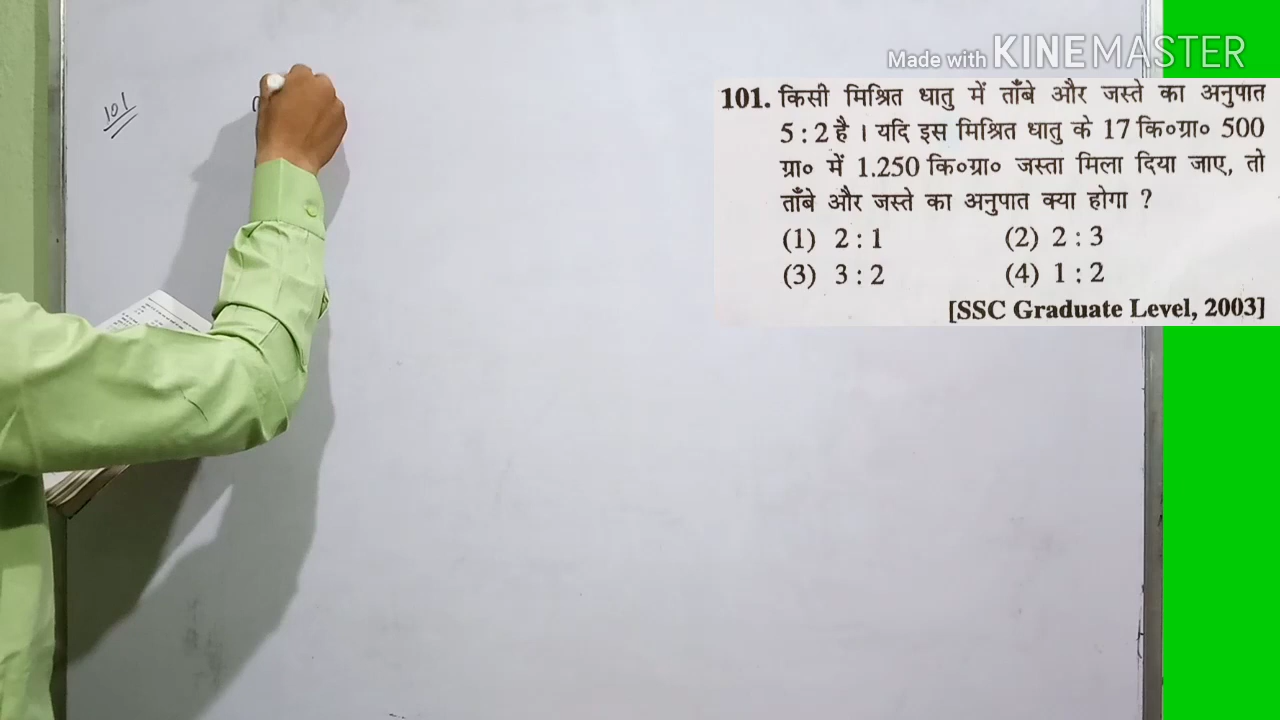 Made with KINEMASTER
101
101. किसी मिश्रित धातु में ताँबे और जस्ते का अनुपात
5 : 2 है । यदि इस मिश्रित धातु के 17 कि०ग्रा० 500
ग्रा० में 1.250 कि०ग्रा० जस्ता मिला दिया जाए, तो
ताँबे और जस्ते का अनुपात क्या होगा ?
(1) 2 : 1 (2) 2 : 3
(3) 3 : 2 (4) 1 : 2
[SSC Graduate Level, 2003]